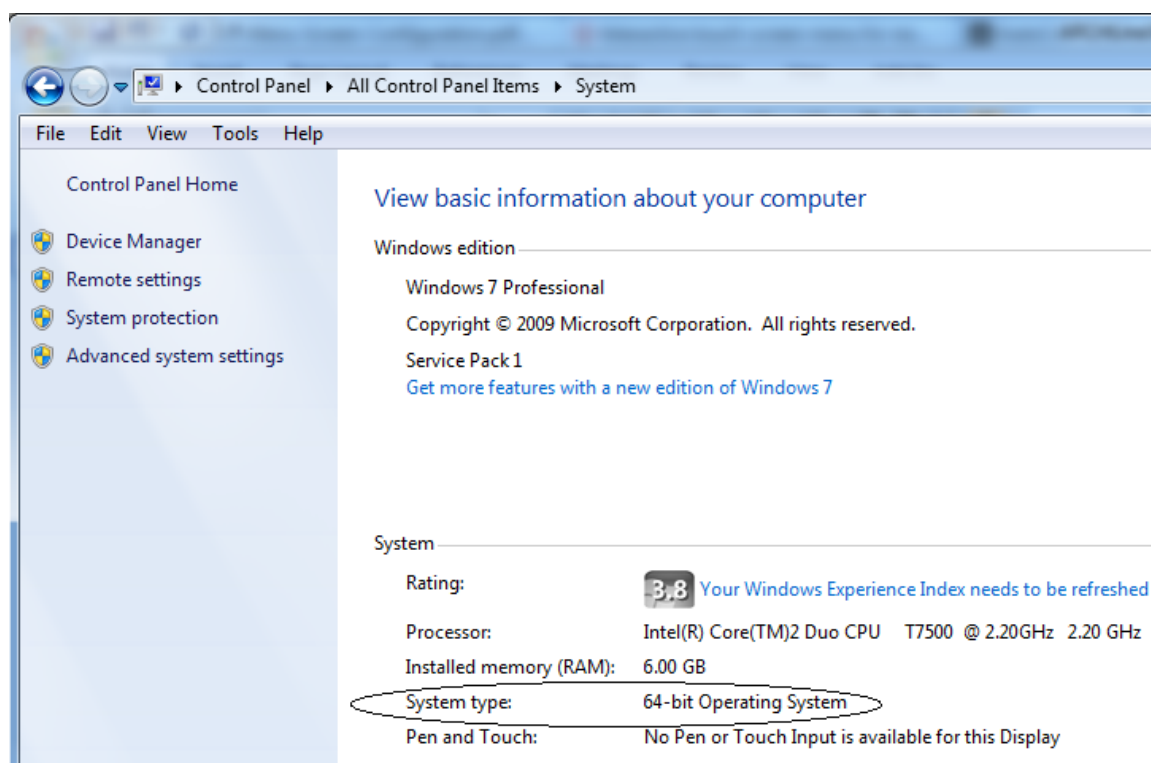 Control Panel ▸ All Control Panel Items ▸ System
File Edit View Tools Help
Control Panel Home
Device Manager
Remote settings
System protection
Advanced system settings
View basic information about your computer
Windows edition
Windows 7 Professional
Copyright © 2009 Microsoft Corporation. All rights reserved.
Service Pack 1
Get more features with a new edition of Windows 7
System
Rating: 3,8 Your Windows Experience Index needs to be refreshed
Processor: Intel(R) Core(TM)2 Duo CPU T7500 @ 2.20GHz 2.20 GHz
Installed memory (RAM): 6.00 GB
System type: 64-bit Operating System
Pen and Touch: No Pen or Touch Input is available for this Display